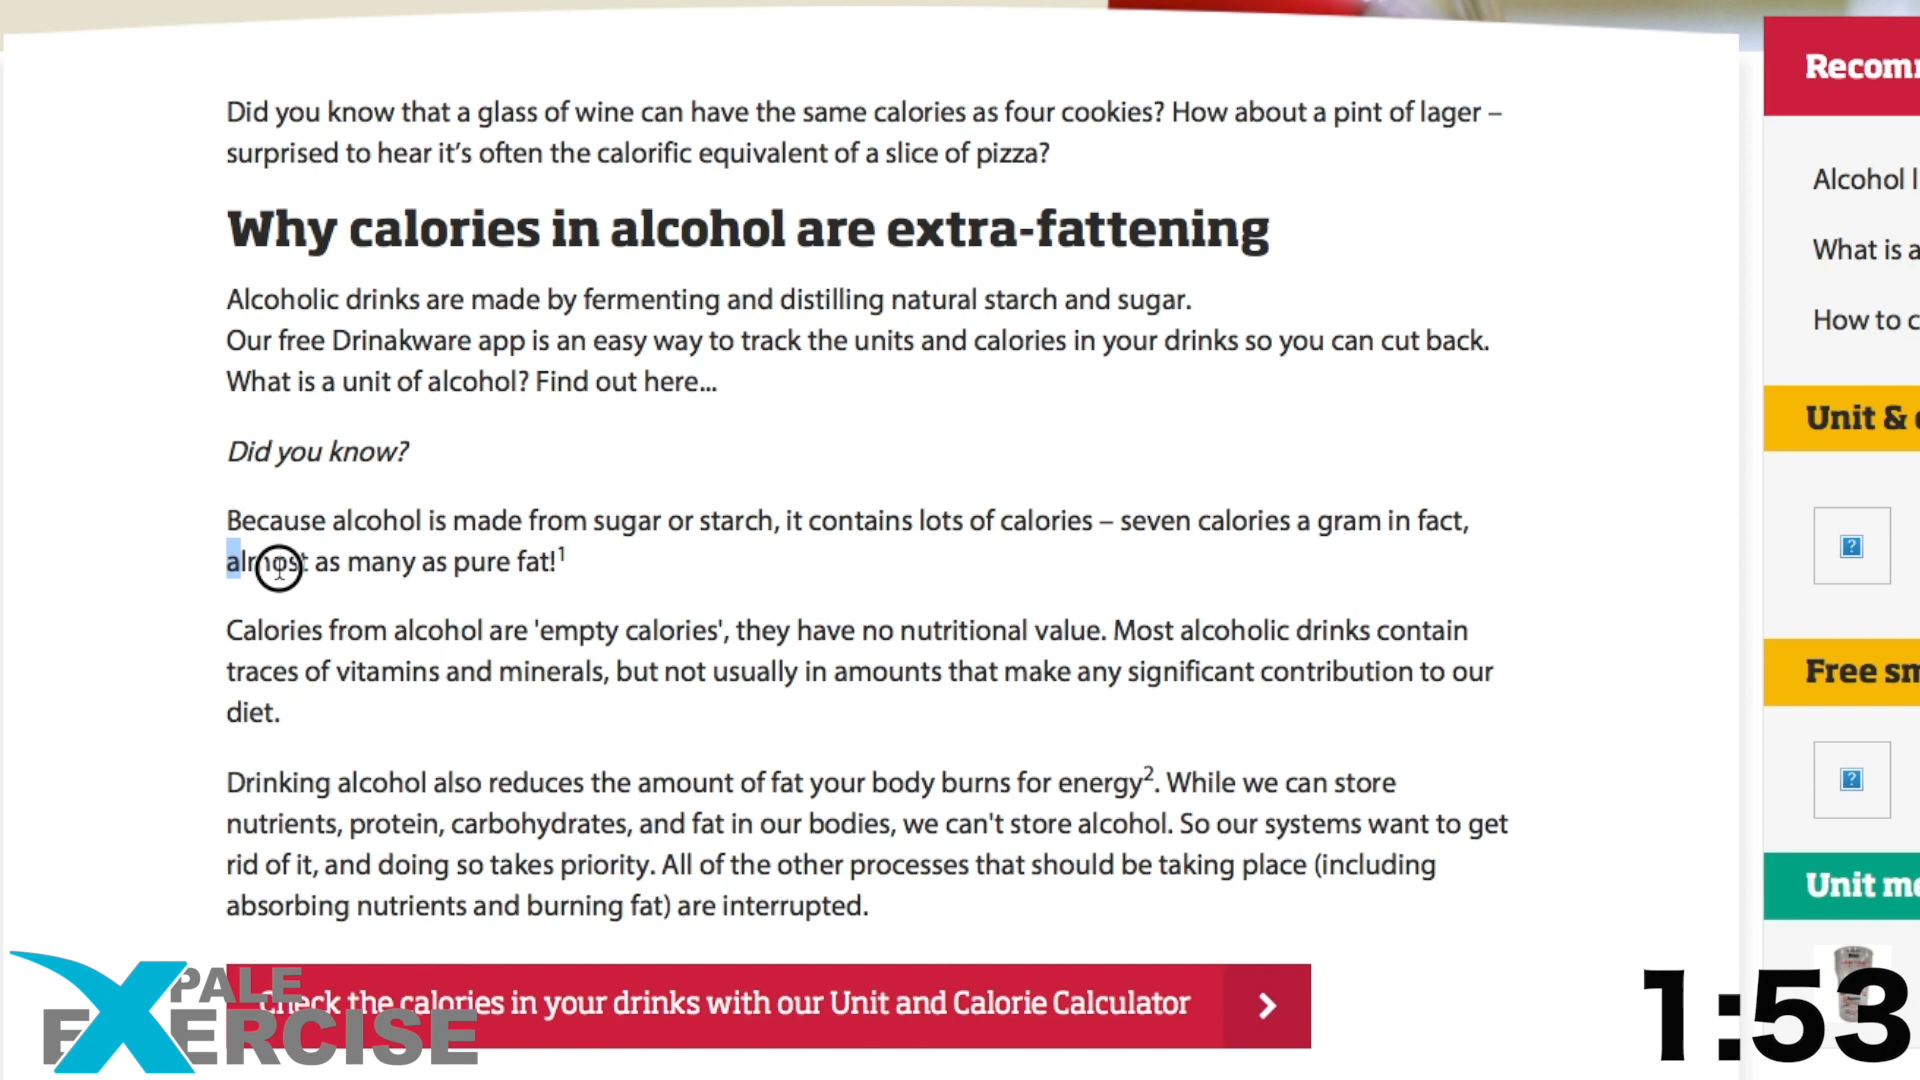 Did you know that a glass of wine can have the same calories as four cookies? How about a pint of lager –
surprised to hear it's often the calorific equivalent of a slice of pizza?
Why calories in alcohol are extra-fattening
Alcoholic drinks are made by fermenting and distilling natural starch and sugar.
Our free Drinakware app is an easy way to track the units and calories in your drinks so you can cut back.
What is a unit of alcohol? Find out here...
Did you know?
Because alcohol is made from sugar or starch, it contains lots of calories – seven calories a gram in fact,
almost as many as pure fat!1
Calories from alcohol are 'empty calories', they have no nutritional value. Most alcoholic drinks contain
traces of vitamins and minerals, but not usually in amounts that make any significant contribution to our
diet.
Drinking alcohol also reduces the amount of fat your body burns for energy2. While we can store
nutrients, protein, carbohydrates, and fat in our bodies, we can't store alcohol. So our systems want to get
rid of it, and doing so takes priority. All of the other processes that should be taking place (including
absorbing nutrients and burning fat) are interrupted.
Check the calories in your drinks with our Unit and Calorie Calculator
PALE
EXERCISE
Recom
Alcohol
What is a
How to c
Unit &
Free sm
Unit me
1:53